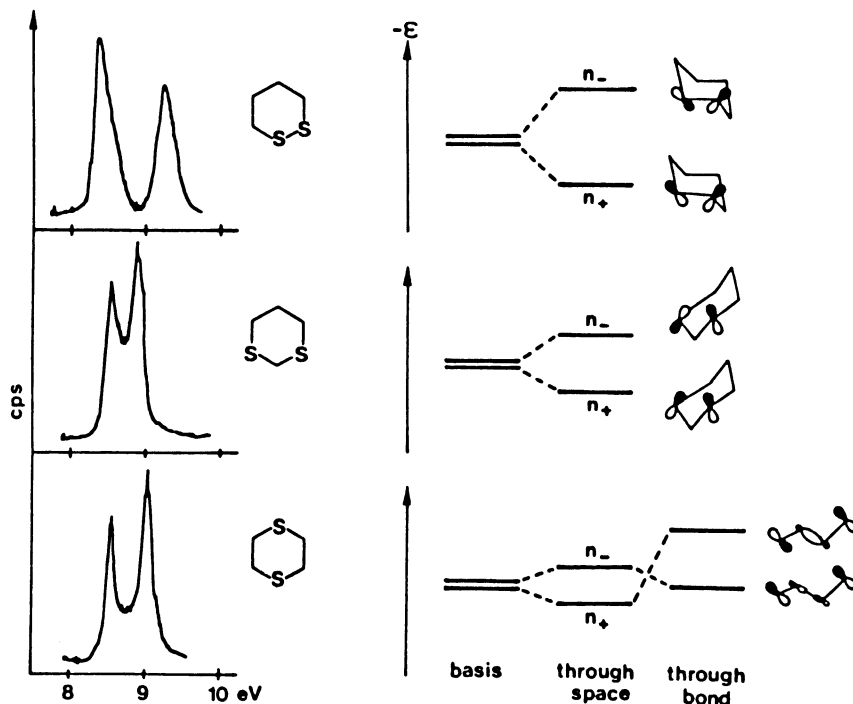 cps
S S
S S
S
S
8 9 10 eV
-ε
n₋
n₊
n₋
n₊
n₋
n₊
basis through space through bond